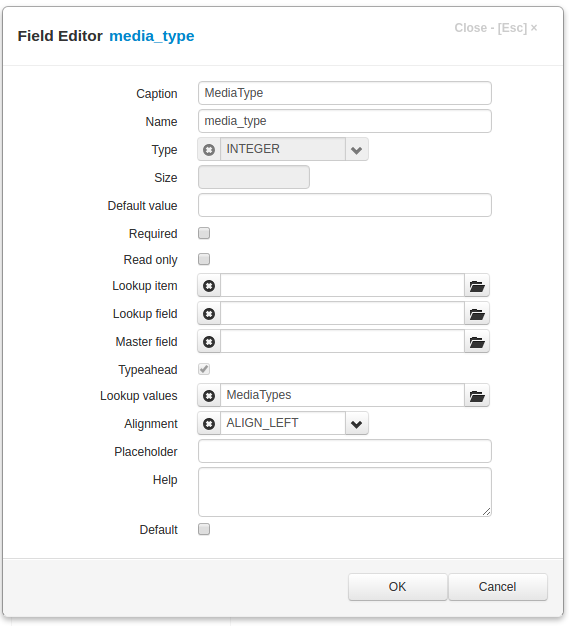 Field Editor media_type
Close - [Esc] ×
Caption MediaType
Name media_type
Type INTEGER
Size
Default value
Required
Read only
Lookup item
Lookup field
Master field
Typeahead
Lookup values MediaTypes
Alignment ALIGN_LEFT
Placeholder
Help
Default
OK Cancel